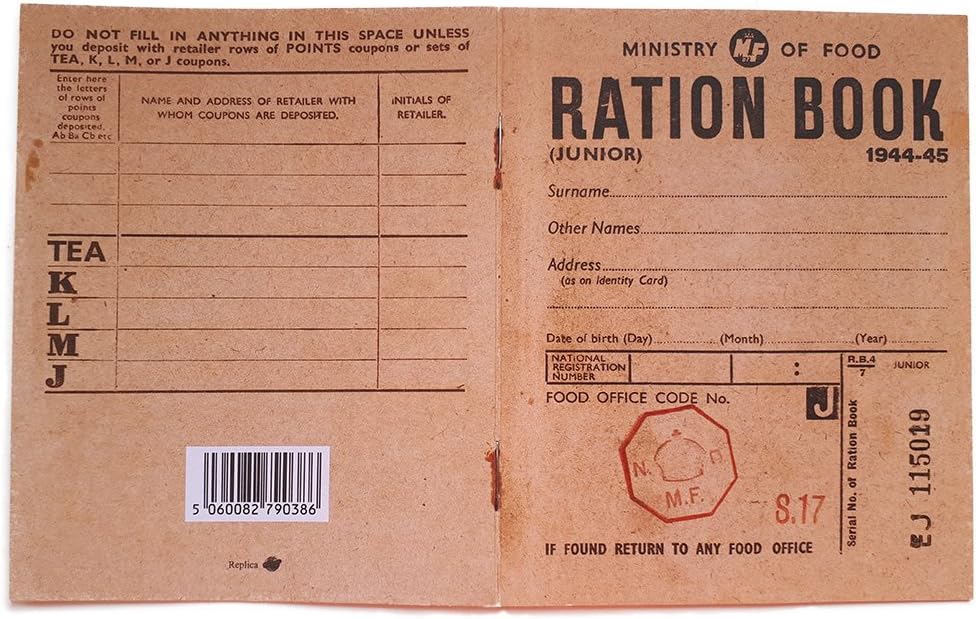 DO NOT FILL IN ANYTHING IN THIS SPACE UNLESS
you deposit with retailer rows of POINTS coupons or sets of
TEA, K, L, M, or J coupons.
Enter here
the letters
of rows of
points
coupons
deposited,
Ab Ba Cb etc
NAME AND ADDRESS OF RETAILER WITH
WHOM COUPONS ARE DEPOSITED.
INITIALS OF
RETAILER.
TEA
K
L
M
J
5 060082 790386
Replica
MINISTRY MF OF FOOD
RATION BOOK
(JUNIOR) 1944-45
Surname
Other Names
Address
(as on Identity Card)
Date of birth (Day) (Month) (Year)
NATIONAL
REGISTRATION
NUMBER
:
R.B.4
7
JUNIOR
FOOD OFFICE CODE No.
J
N.
M.F.
8.17
Serial No. of Ration Book
EJ 115019
IF FOUND RETURN TO ANY FOOD OFFICE